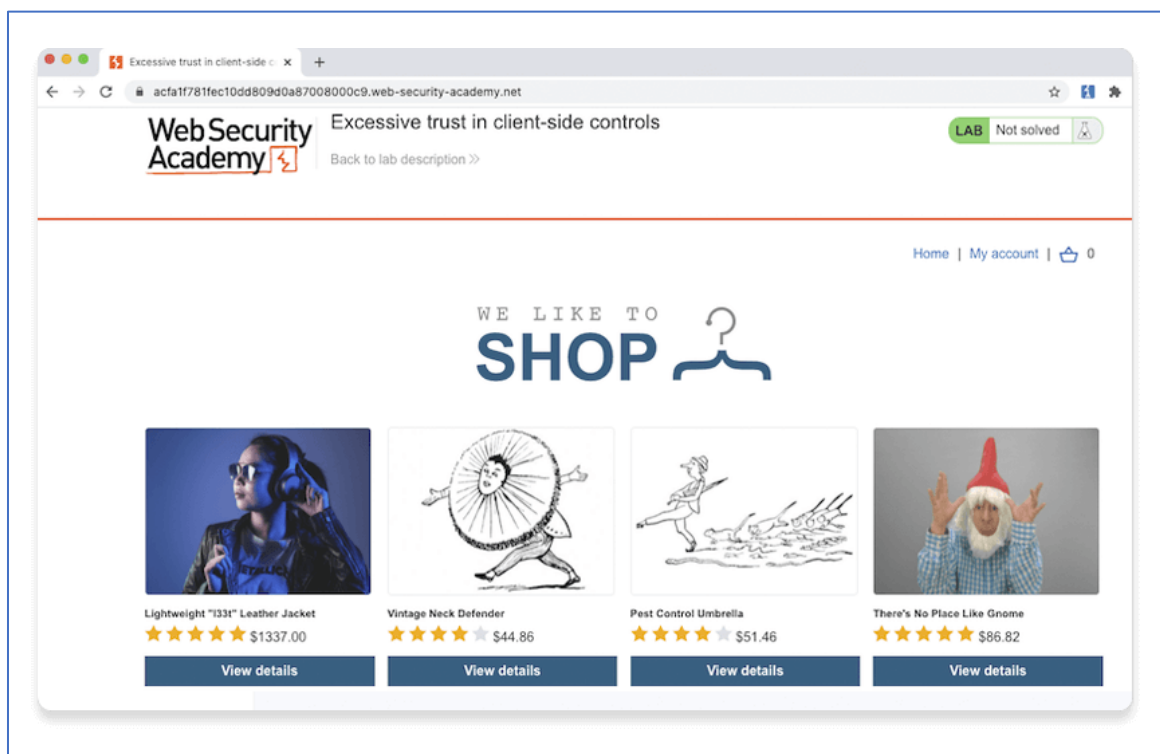 Excessive trust in client-side c
acfa1f781fec10dd809d0a87008000c9.web-security-academy.net
Web Security
Academy
Excessive trust in client-side controls
Back to lab description
LAB Not solved
Home | My account | 0
WE LIKE TO
SHOP
METALLICA
Lightweight "l33t" Leather Jacket
Vintage Neck Defender
Pest Control Umbrella
There's No Place Like Gnome
$1337.00
$44.86
$51.46
$86.82
View details
View details
View details
View details